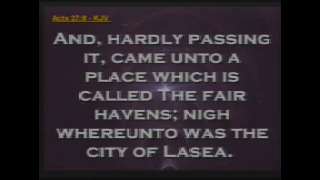 Acts 27:8 - KJV
And, hardly passing
it, came unto a
place which is
called The fair
havens; nigh
whereunto was the
city of Lasea.